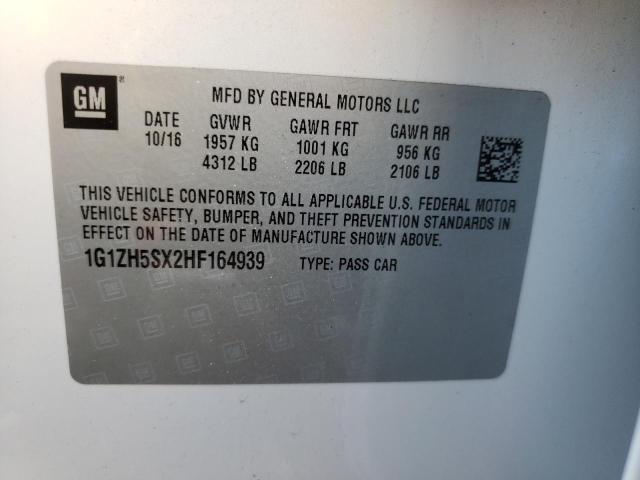 GM
MFD BY GENERAL MOTORS LLC
DATE GVWR GAWR FRT GAWR RR
10/16 1957 KG 1001 KG 956 KG
4312 LB 2206 LB 2106 LB
THIS VEHICLE CONFORMS TO ALL APPLICABLE U.S. FEDERAL MOTOR
VEHICLE SAFETY, BUMPER, AND THEFT PREVENTION STANDARDS IN
EFFECT ON THE DATE OF MANUFACTURE SHOWN ABOVE.
1G1ZH5SX2HF164939 TYPE: PASS CAR